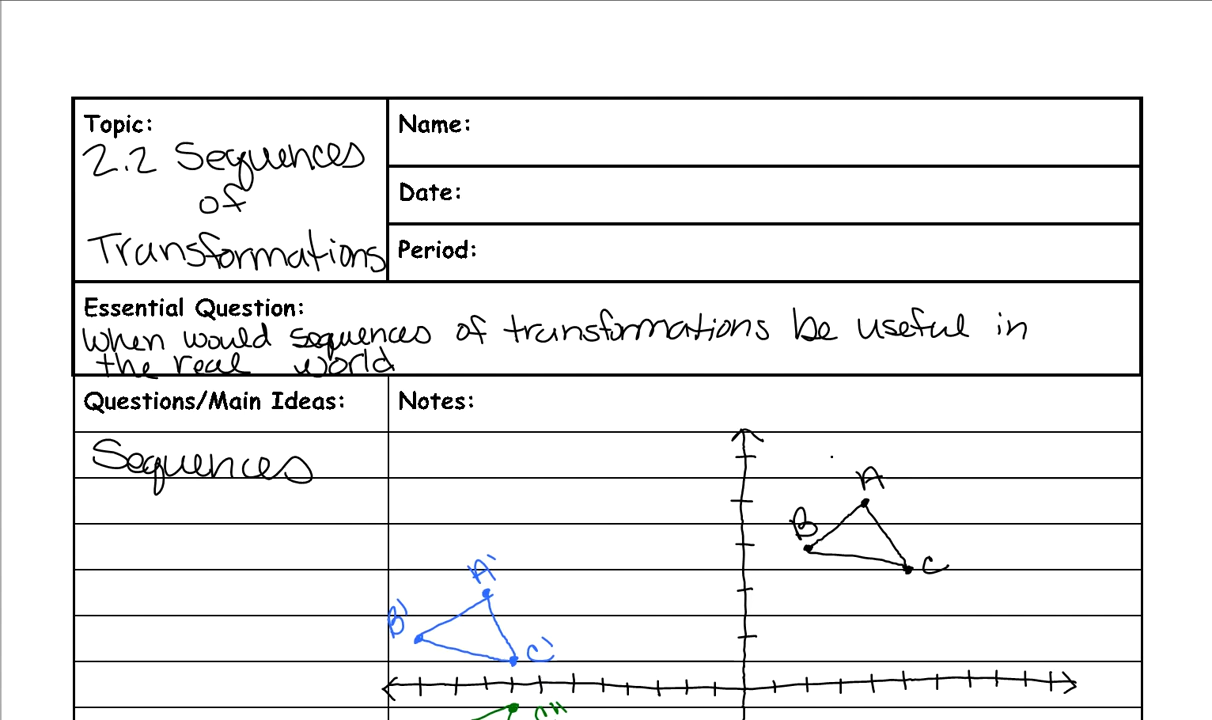 Topic:
2.2 Sequences
of
Transformations
Name:
Date:
Period:
Essential Question:
When would sequences of transformations be useful in
the real world
Questions/Main Ideas:
Notes:
Sequences
A
B
C
A'
B'
C'